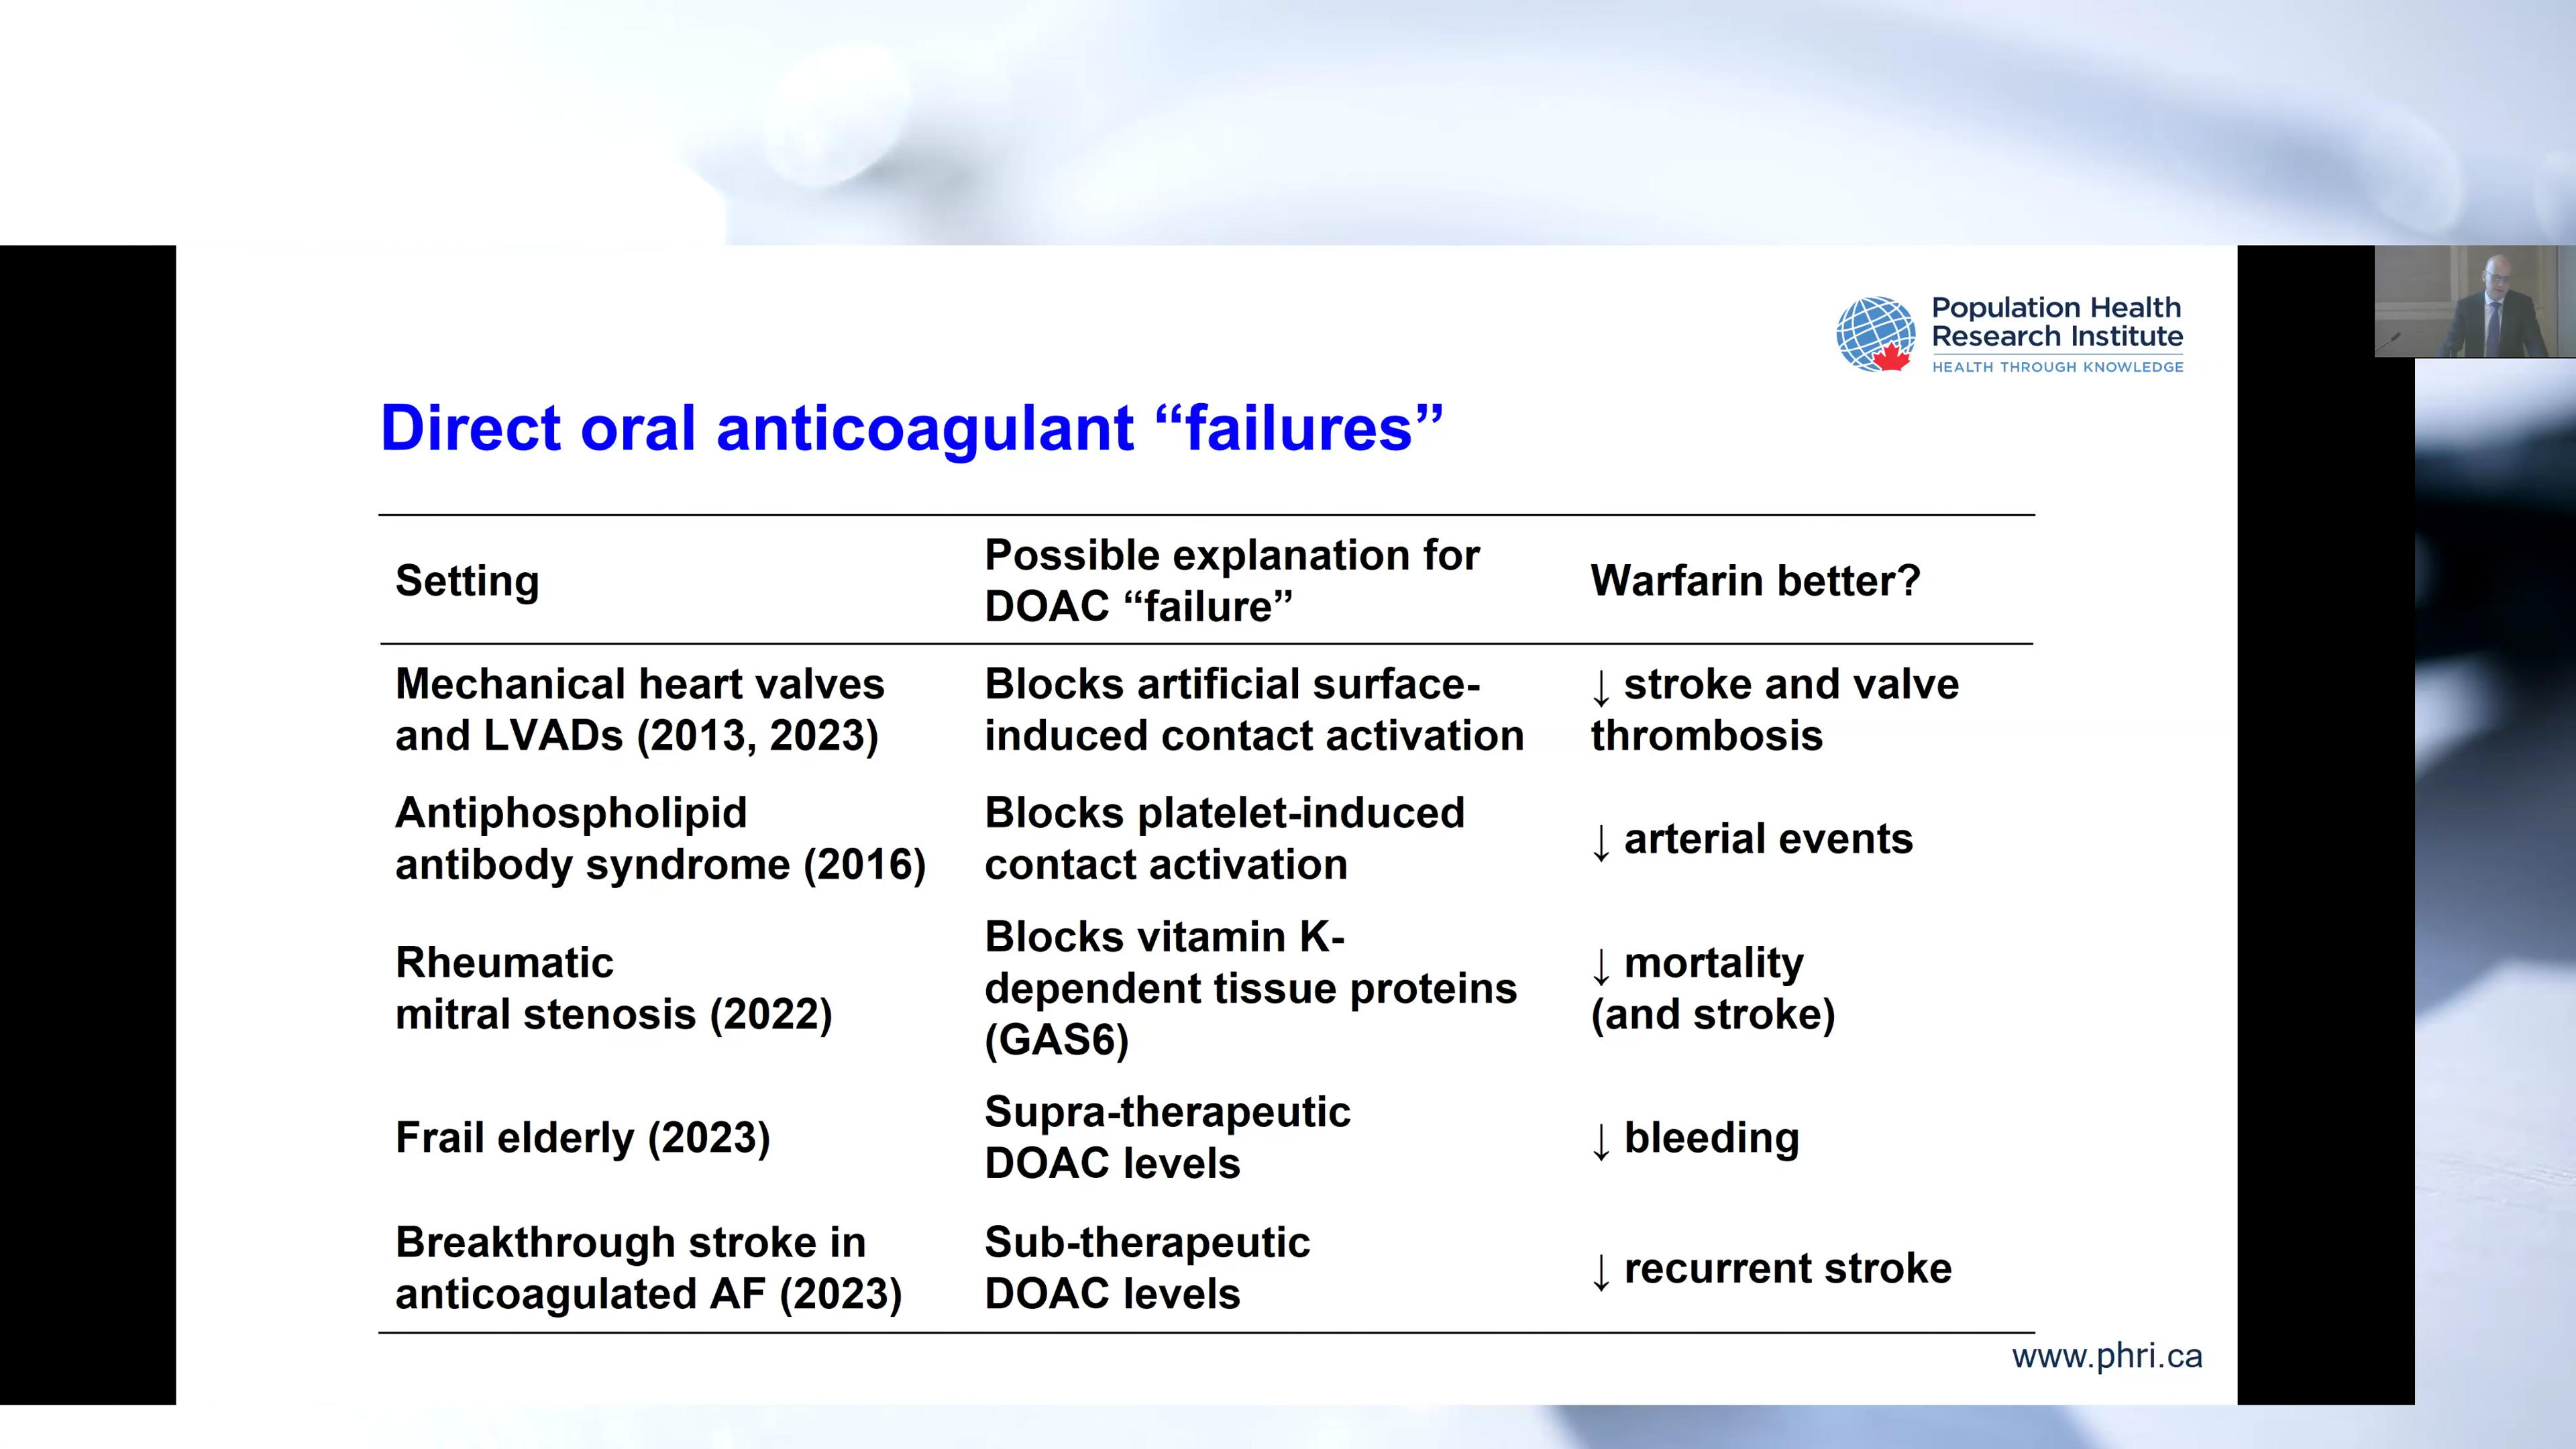 Population Health
Research Institute
HEALTH THROUGH KNOWLEDGE
Direct oral anticoagulant “failures”
Setting
Possible explanation for
DOAC “failure”
Warfarin better?
Mechanical heart valves
and LVADs (2013, 2023)
Blocks artificial surface-
induced contact activation
↓ stroke and valve
thrombosis
Antiphospholipid
antibody syndrome (2016)
Blocks platelet-induced
contact activation
↓ arterial events
Rheumatic
mitral stenosis (2022)
Blocks vitamin K-
dependent tissue proteins
(GAS6)
↓ mortality
(and stroke)
Frail elderly (2023)
Supra-therapeutic
DOAC levels
↓ bleeding
Breakthrough stroke in
anticoagulated AF (2023)
Sub-therapeutic
DOAC levels
↓ recurrent stroke
www.phri.ca